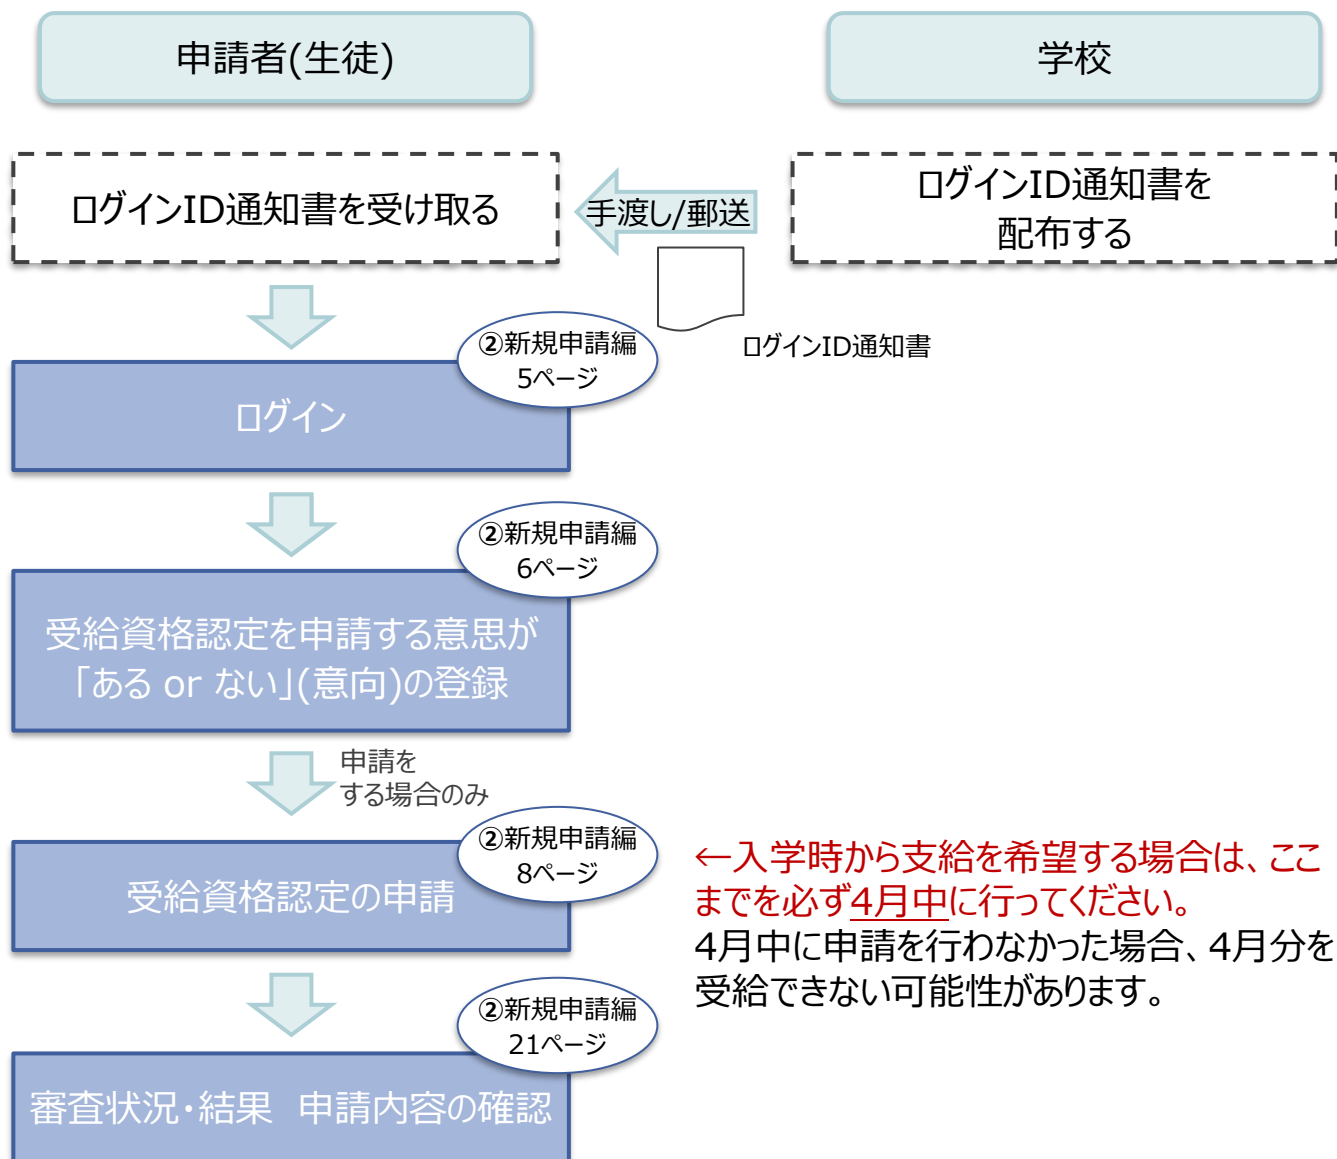 申請者(生徒)
学校
ログインID通知書を受け取る
手渡し/郵送
ログインID通知書を
配布する
ログインID通知書
②新規申請編
5ページ
ログイン
②新規申請編
6ページ
受給資格認定を申請する意思が
「ある or ない」(意向)の登録
申請を
する場合のみ
②新規申請編
8ページ
受給資格認定の申請
←入学時から支給を希望する場合は、ここ
までを必ず4月中に行ってください。
4月中に申請を行わなかった場合、4月分を
受給できない可能性があります。
②新規申請編
21ページ
審査状況・結果　申請内容の確認